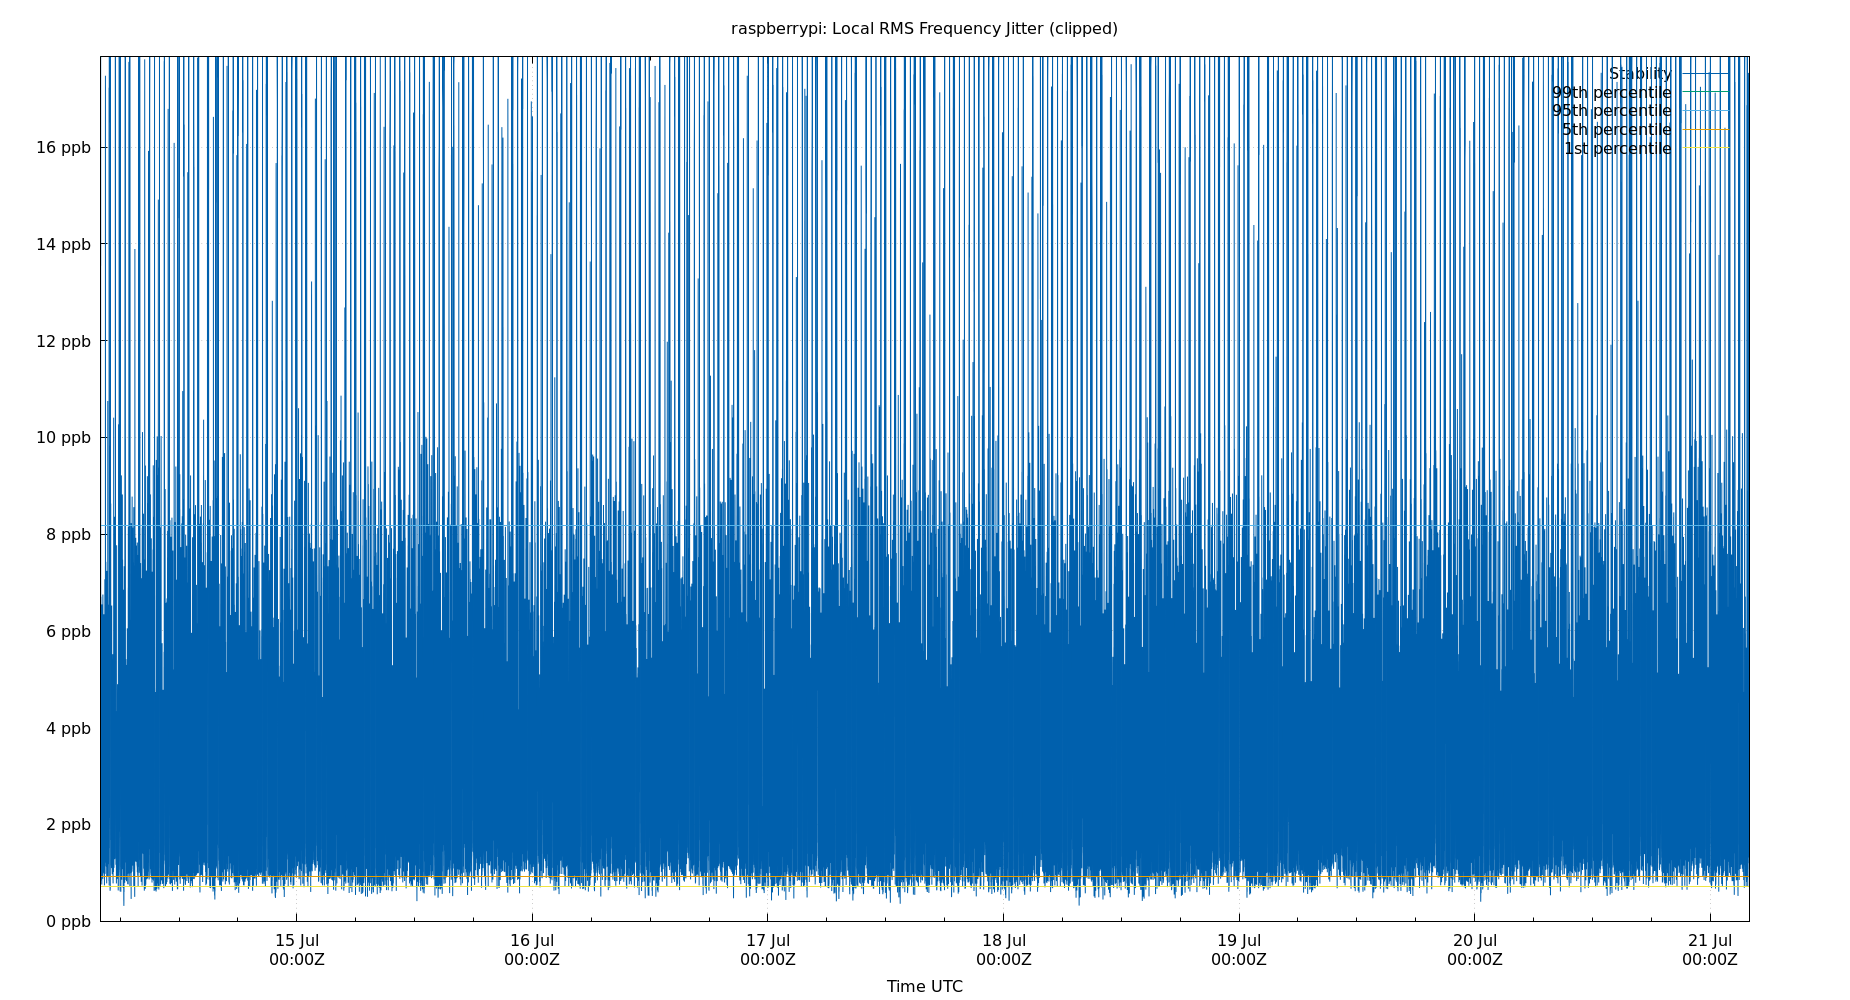 raspberrypi: Local RMS Frequency Jitter (clipped)
Stability
99th percentile
95th percentile
5th percentile
1st percentile
16 ppb
14 ppb
12 ppb
10 ppb
8 ppb
6 ppb
4 ppb
2 ppb
0 ppb
15 Jul 16 Jul 17 Jul 18 Jul 19 Jul 20 Jul 21 Jul
00:00Z 00:00Z 00:00Z 00:00Z 00:00Z 00:00Z 00:00Z
Time UTC